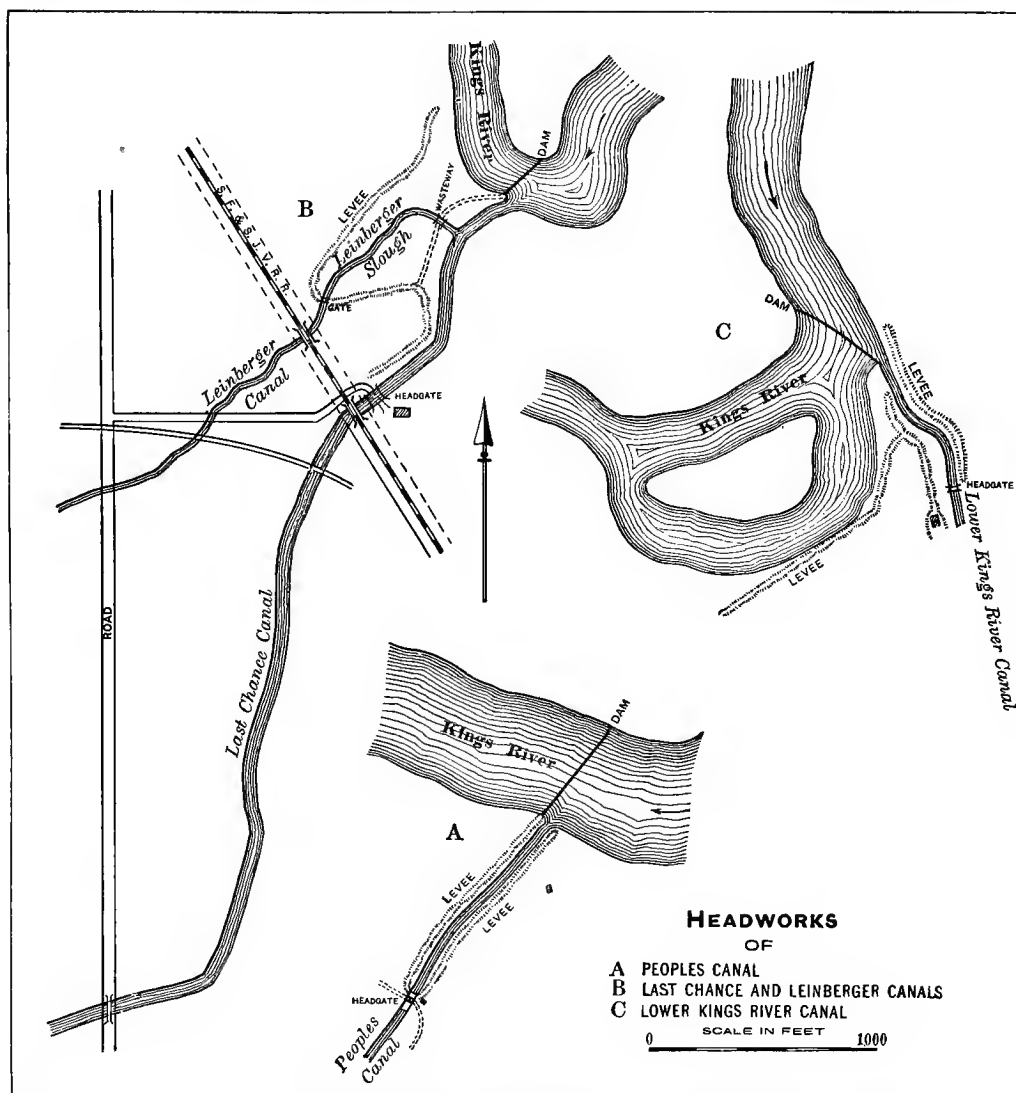 Kings River
DAM
Kings River
WASTEWAY
S. F. & S. J. V. R. R.
B
LEVEE
Leinberger
Slough
GATE
Leinberger
Canal
HEADGATE
ROAD
Last Chance Canal
DAM
C
Kings River
LEVEE
HEADGATE
LEVEE
Lower Kings River Canal
DAM
Kings River
A
LEVEE
LEVEE
HEADGATE
Peoples
Canal
HEADWORKS
OF
A PEOPLES CANAL
B LAST CHANCE AND LEINBERGER CANALS
C LOWER KINGS RIVER CANAL
SCALE IN FEET
0 1000